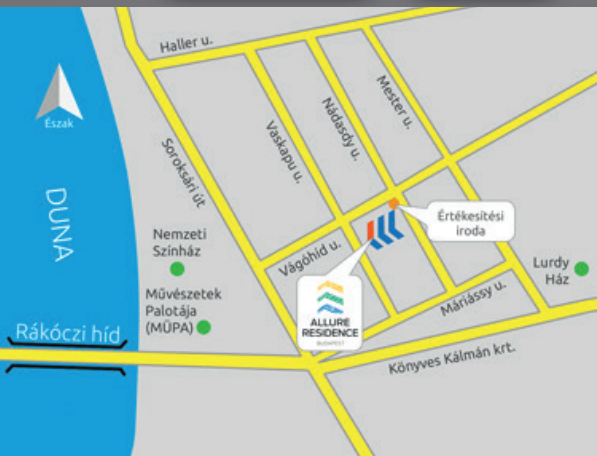 Haller u.
Mester u.
Nádasdy u.
Vaskapu u.
Soroksári út
Észak
DUNA
Nemzeti
Színház
Művészetek
Palotája
(MŰPA)
Vágóhíd u.
Értékesítési
iroda
Lurdy
Ház
ALLURE
RESIDENCE
BUDAPEST
Máriássy u.
Rákóczi híd
Könyves Kálmán krt.